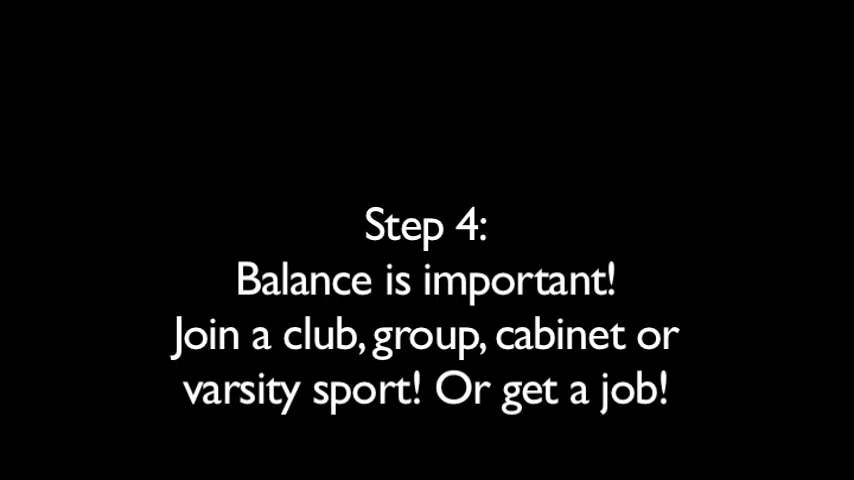 Step 4:
Balance is important!
Join a club, group, cabinet or
varsity sport! Or get a job!